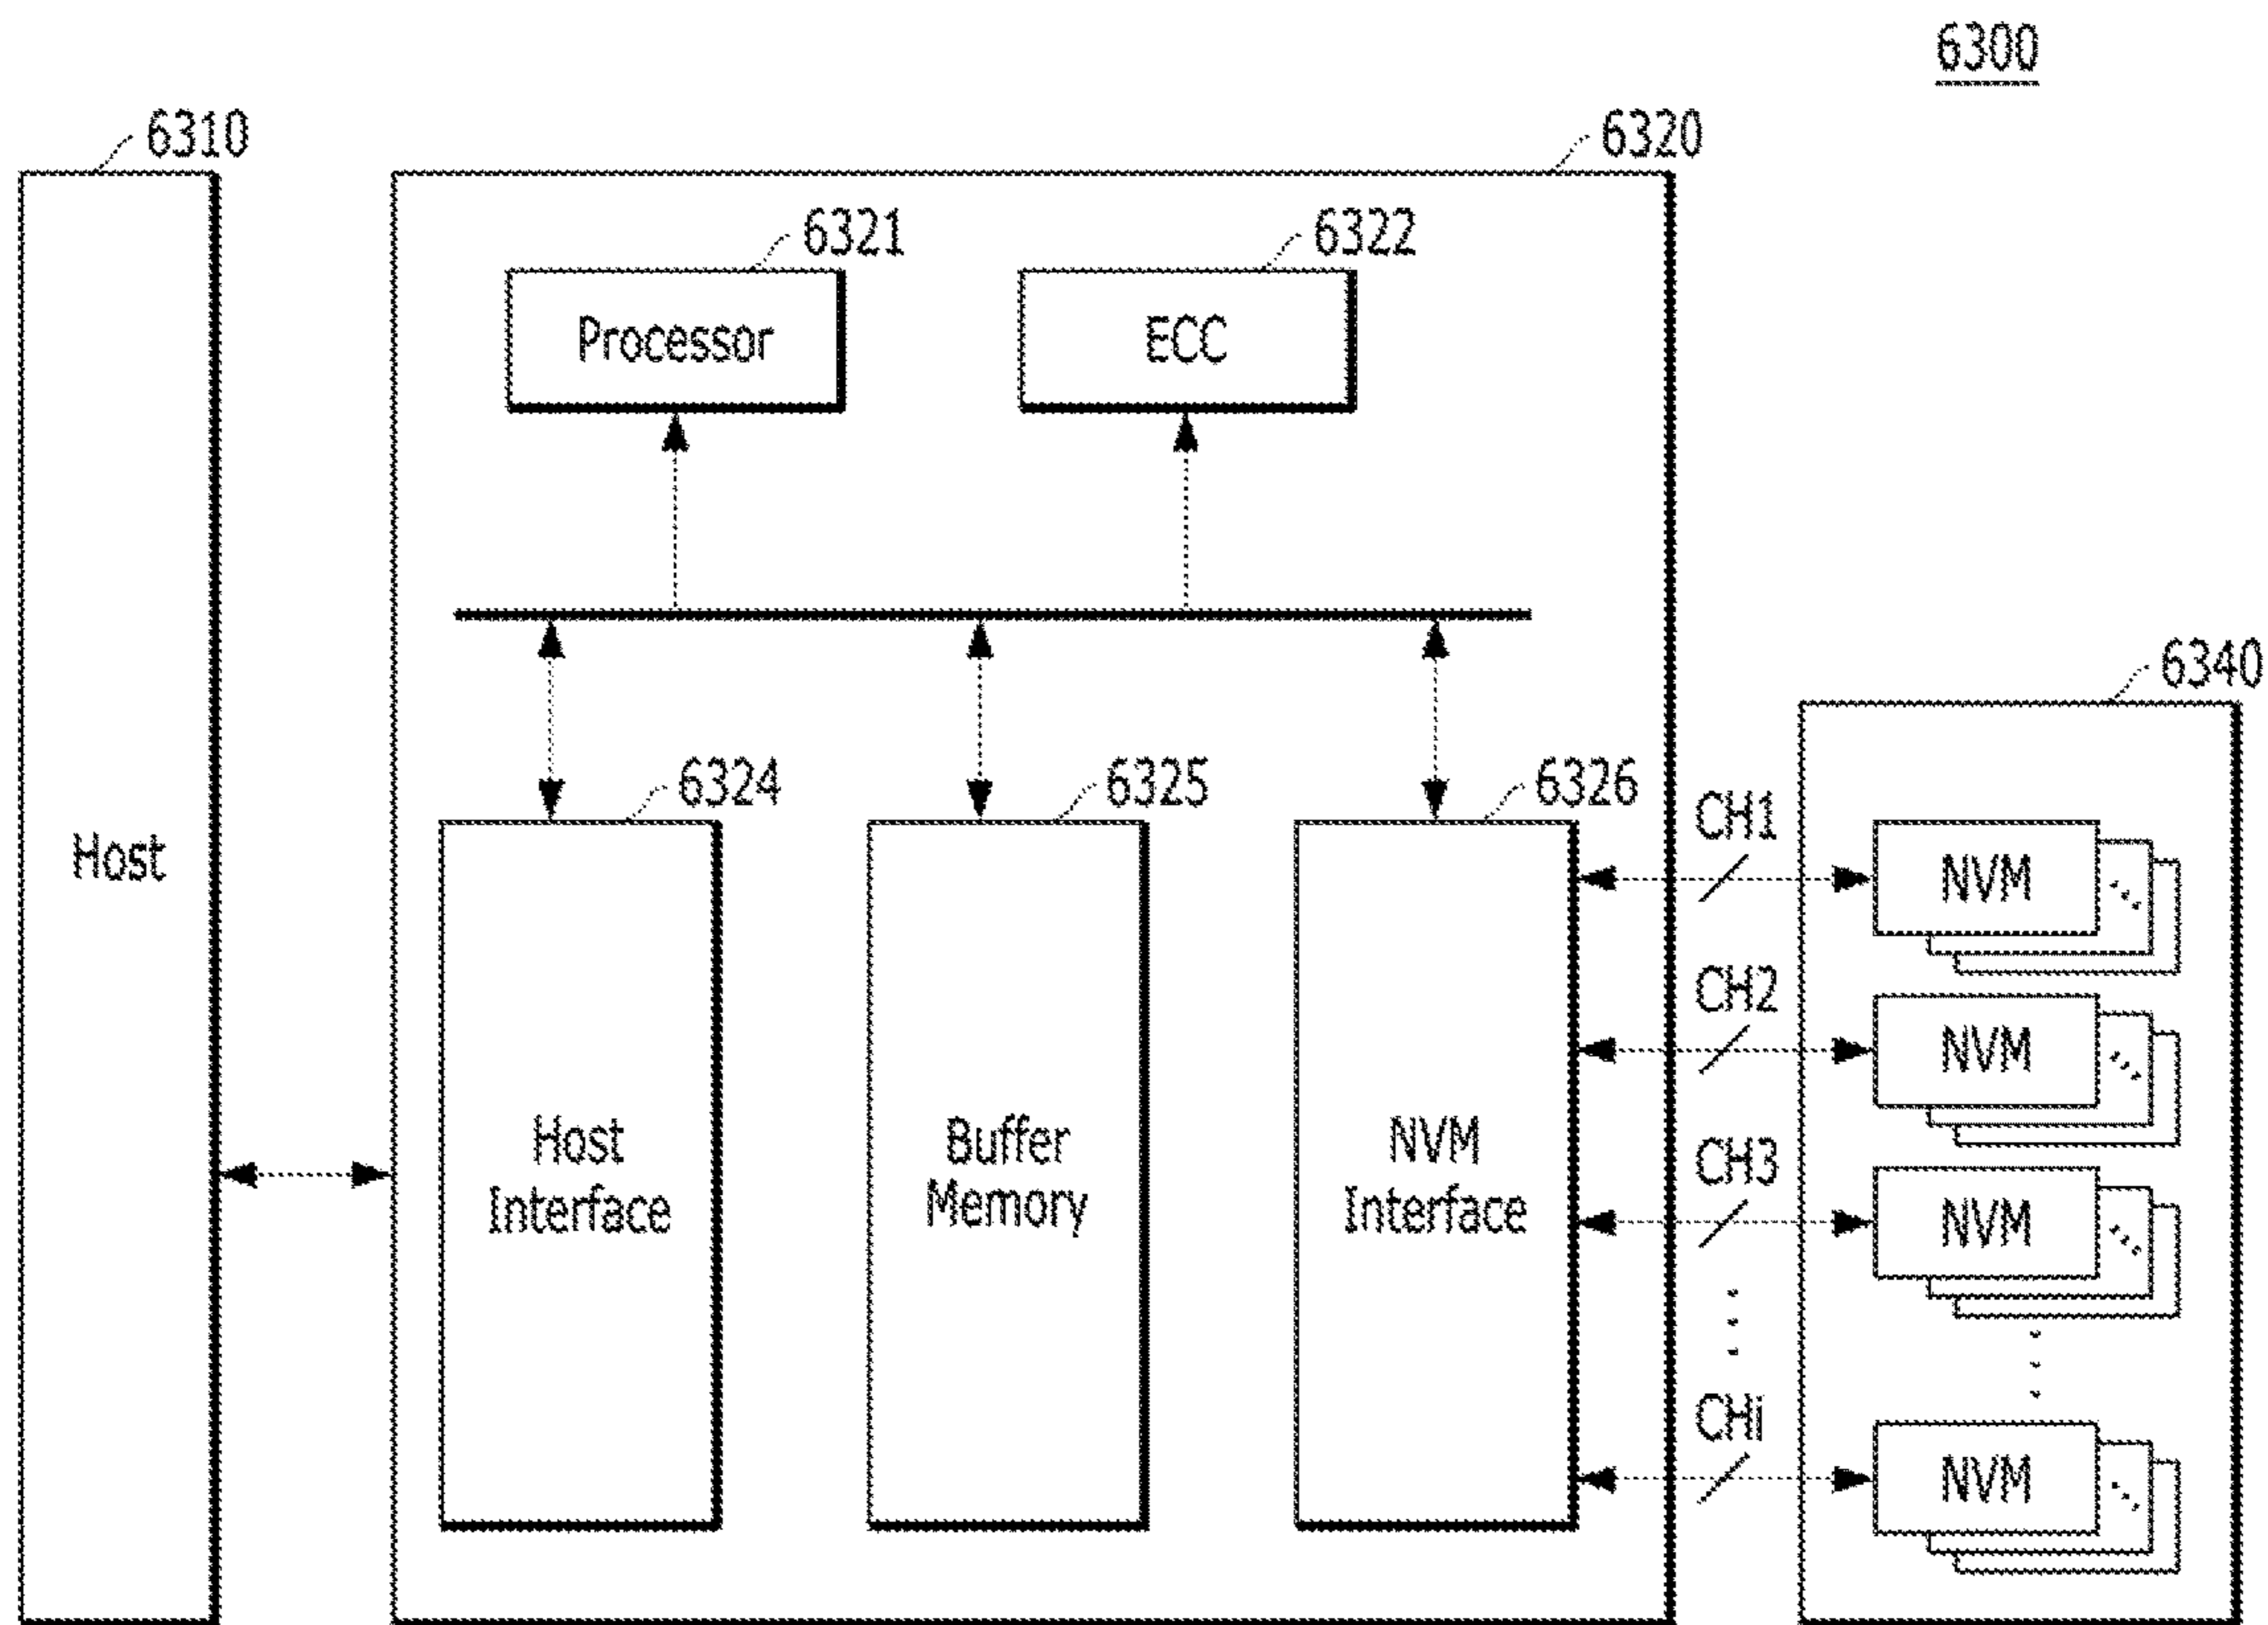 6300
6310
6320
6321
6322
Processor
ECC
6340
6324
6325
6326
CH1
Host
NVM
CH2
NVM
Host
Interface
Buffer
Memory
NVM
Interface
CH3
NVM
CHi
NVM